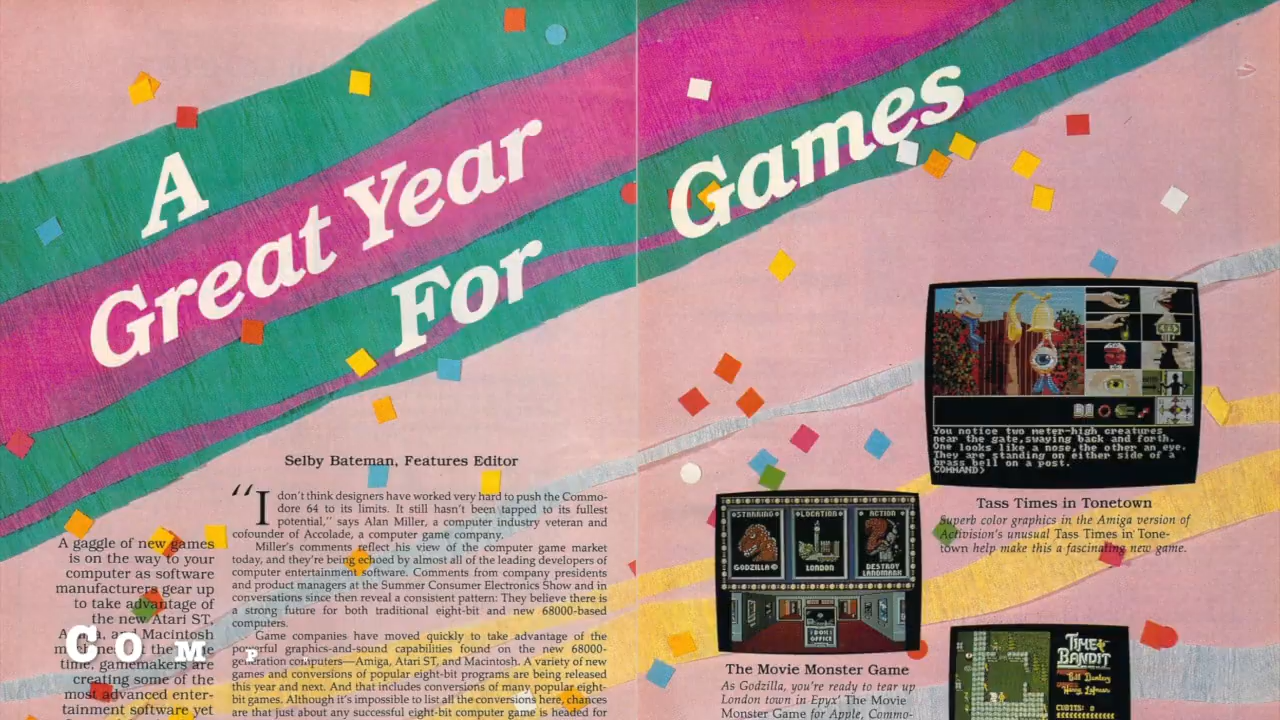 A
Great Year
For
Games
Selby Bateman, Features Editor
A gaggle of new games
is on the way to your
computer as software
manufacturers gear up
to take advantage of
the new Atari ST,
and Macintosh
time, gamemakers are
creating some of the
most advanced enter-
tainment software yet
“I don’t think designers have worked very hard to push the Commo-
dore 64 to its limits. It still hasn’t been tapped to its fullest
potential,” says Alan Miller, a computer industry veteran and
cofounder of Accolade, a computer game company.
Miller’s comments reflect his view of the computer game market
today, and they’re being echoed by almost all of the leading developers of
computer entertainment software. Comments from company presidents
and product managers at the Summer Consumer Electronics Show and in
conversations since then reveal a consistent pattern: They believe there is
a strong future for both traditional eight-bit and new 68000-based
computers.
Game companies have moved quickly to take advantage of the
powerful graphics-and-sound capabilities found on the new 68000-
generation computers—Amiga, Atari ST, and Macintosh. A variety of new
games and conversions of popular eight-bit programs are being released
this year and next. And that includes conversions of many popular eight-
bit games. Although it’s impossible to list all the conversions here, chances
are that just about any successful eight-bit computer game is headed for
COMP
You notice two meter-high creatures
near the gate,swaying back and forth.
One looks like a nose,the other an eye.
They are standing on either side of a
brass bell on a post.
COMMAND>
Tass Times in Tonetown
Superb color graphics in the Amiga version of
Activision’s unusual Tass Times in Tone-
town help make this a fascinating new game.
STARRING
LOCATION
ACTION
GODZILLA©
LONDON
DESTROY
LANDMARK
BOX
OFFICE
The Movie Monster Game
As Godzilla, you’re ready to tear up
London town in Epyx’ The Movie
Monster Game for Apple, Commo-
TIME
BANDIT
Bill Dunlevy
Harry Lafnear
CUBITS: 0